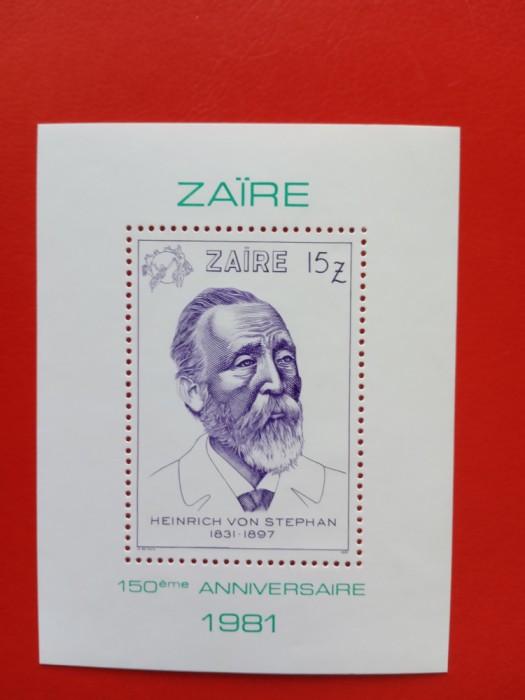 ZAÏRE
ZAÏRE 15Z
HEINRICH VON STEPHAN
1831-1897
150ème ANNIVERSAIRE
1981